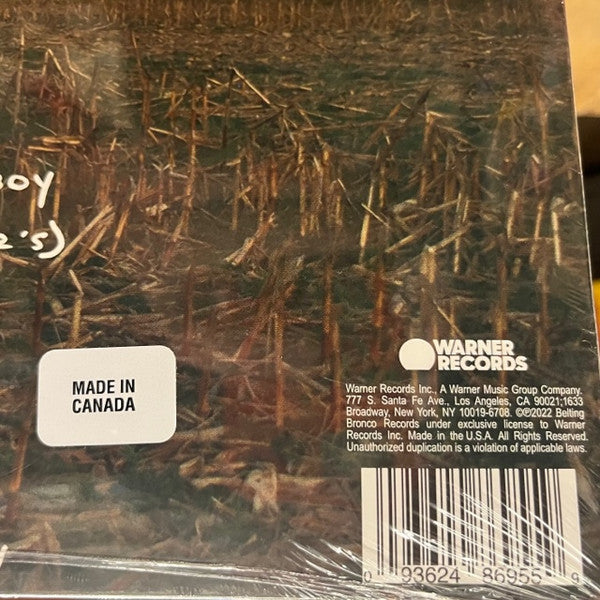 2's)
MADE IN
CANADA
WARNER
RECORDS
Warner Records Inc., A Warner Music Group Company.
777 S. Santa Fe Ave., Los Angeles, CA 90021;1633
Broadway, New York, NY 10019-6708. ©℗2022 Belting
Bronco Records under exclusive license to Warner
Records Inc. Made in the U.S.A. All Rights Reserved.
Unauthorized duplication is a violation of applicable laws.
0 93624 86955 9